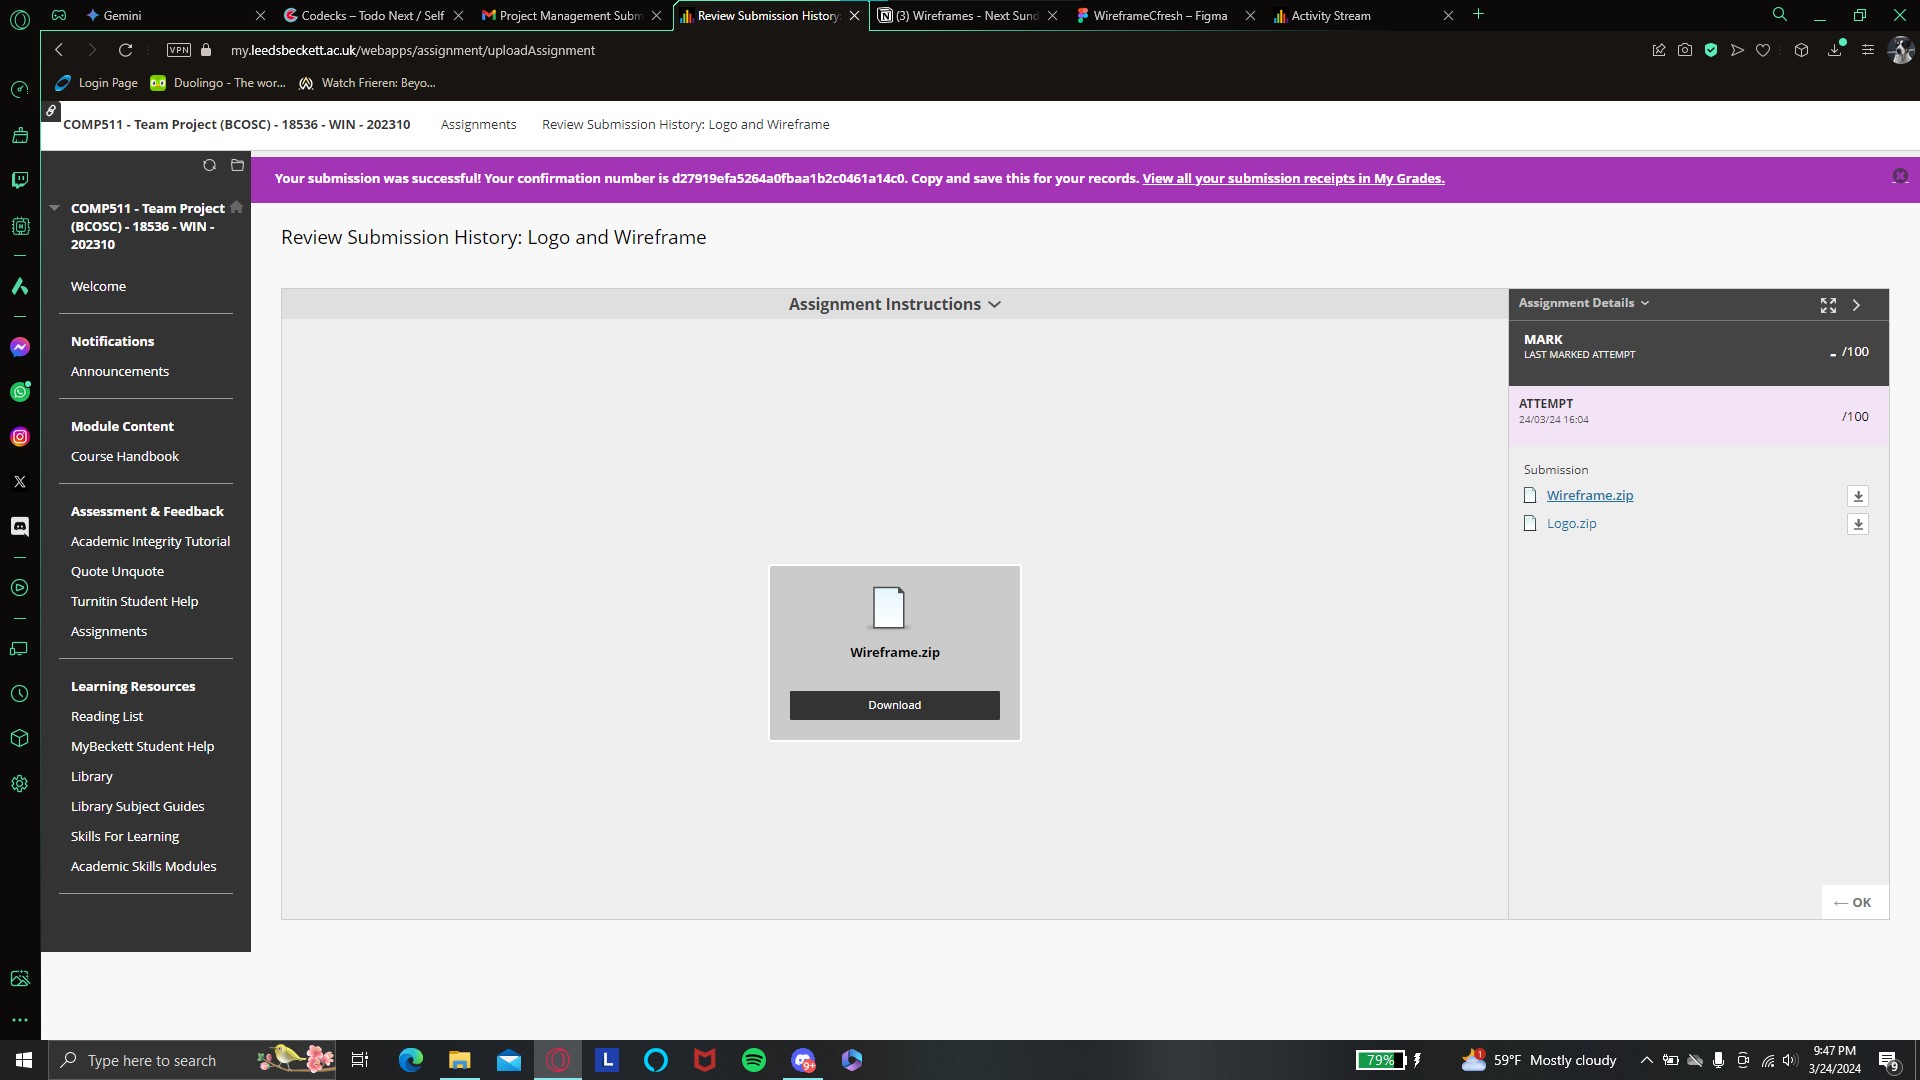 Gemini
Codecks – Todo Next / Self
Project Management Subm
Review Submission History:
(3) Wireframes - Next Sund
WireframeCfresh – Figma
Activity Stream
VPN
my.leedsbeckett.ac.uk/webapps/assignment/uploadAssignment
Login Page
Duolingo - The wor...
Watch Frieren: Beyo...
COMP511 - Team Project (BCOSC) - 18536 - WIN - 202310
Assignments
Review Submission History: Logo and Wireframe
Your submission was successful! Your confirmation number is d27919efa5264a0fbaa1b2c0461a14c0. Copy and save this for your records. View all your submission receipts in My Grades.
COMP511 - Team Project
(BCOSC) - 18536 - WIN -
202310
Welcome
Notifications
Announcements
Module Content
Course Handbook
Assessment & Feedback
Academic Integrity Tutorial
Quote Unquote
Turnitin Student Help
Assignments
Learning Resources
Reading List
MyBeckett Student Help
Library
Library Subject Guides
Skills For Learning
Academic Skills Modules
Review Submission History: Logo and Wireframe
Assignment Instructions
Wireframe.zip
Download
Assignment Details
MARK
LAST MARKED ATTEMPT
- /100
ATTEMPT
24/03/24 16:04
/100
Submission
Wireframe.zip
Logo.zip
← OK
Type here to search
L
9+
79%
1
59°F Mostly cloudy
9:47 PM
3/24/2024
9